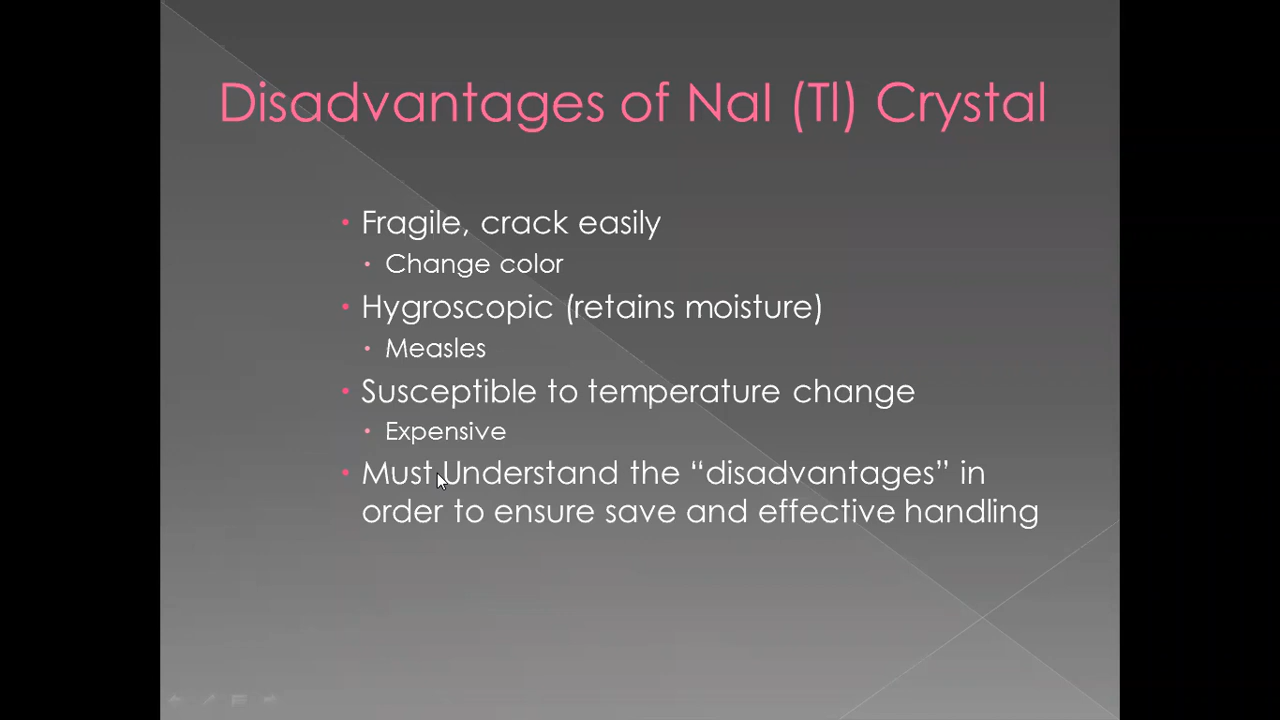 Disadvantages of NaI (Tl) Crystal
• Fragile, crack easily
• Change color
• Hygroscopic (retains moisture)
• Measles
• Susceptible to temperature change
• Expensive
• Must Understand the “disadvantages” in
order to ensure save and effective handling